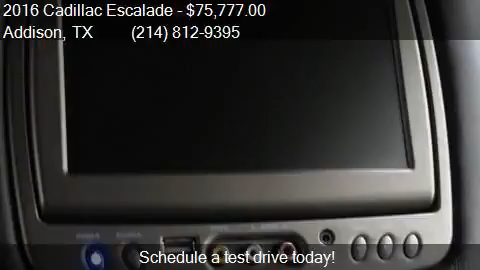 2016 Cadillac Escalade - $75,777.00
Addison, TX (214) 812-9395
Schedule a test drive today!